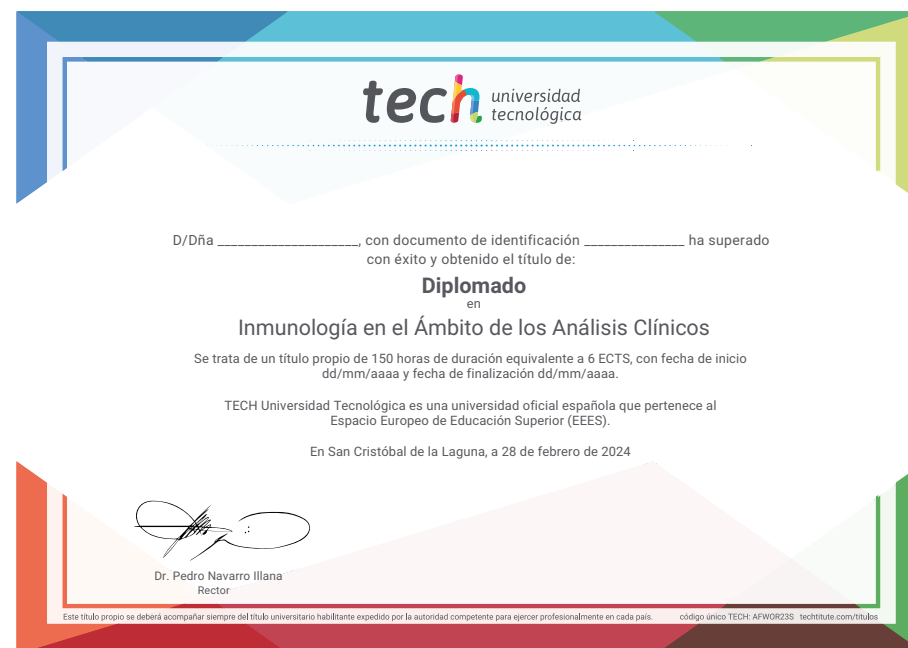 tech universidad
tecnológica
D/Dña ______________________, con documento de identificación ________________ ha superado
con éxito y obtenido el título de:
Diplomado
en
Inmunología en el Ámbito de los Análisis Clínicos
Se trata de un título propio de 150 horas de duración equivalente a 6 ECTS, con fecha de inicio
dd/mm/aaaa y fecha de finalización dd/mm/aaaa.
TECH Universidad Tecnológica es una universidad oficial española que pertenece al
Espacio Europeo de Educación Superior (EEES).
En San Cristóbal de la Laguna, a 28 de febrero de 2024
Dr. Pedro Navarro Illana
Rector
Este título propio se deberá acompañar siempre del título universitario habilitante expedido por la autoridad competente para ejercer profesionalmente en cada país. código único TECH: AFWOR23S techtitute.com/titulos